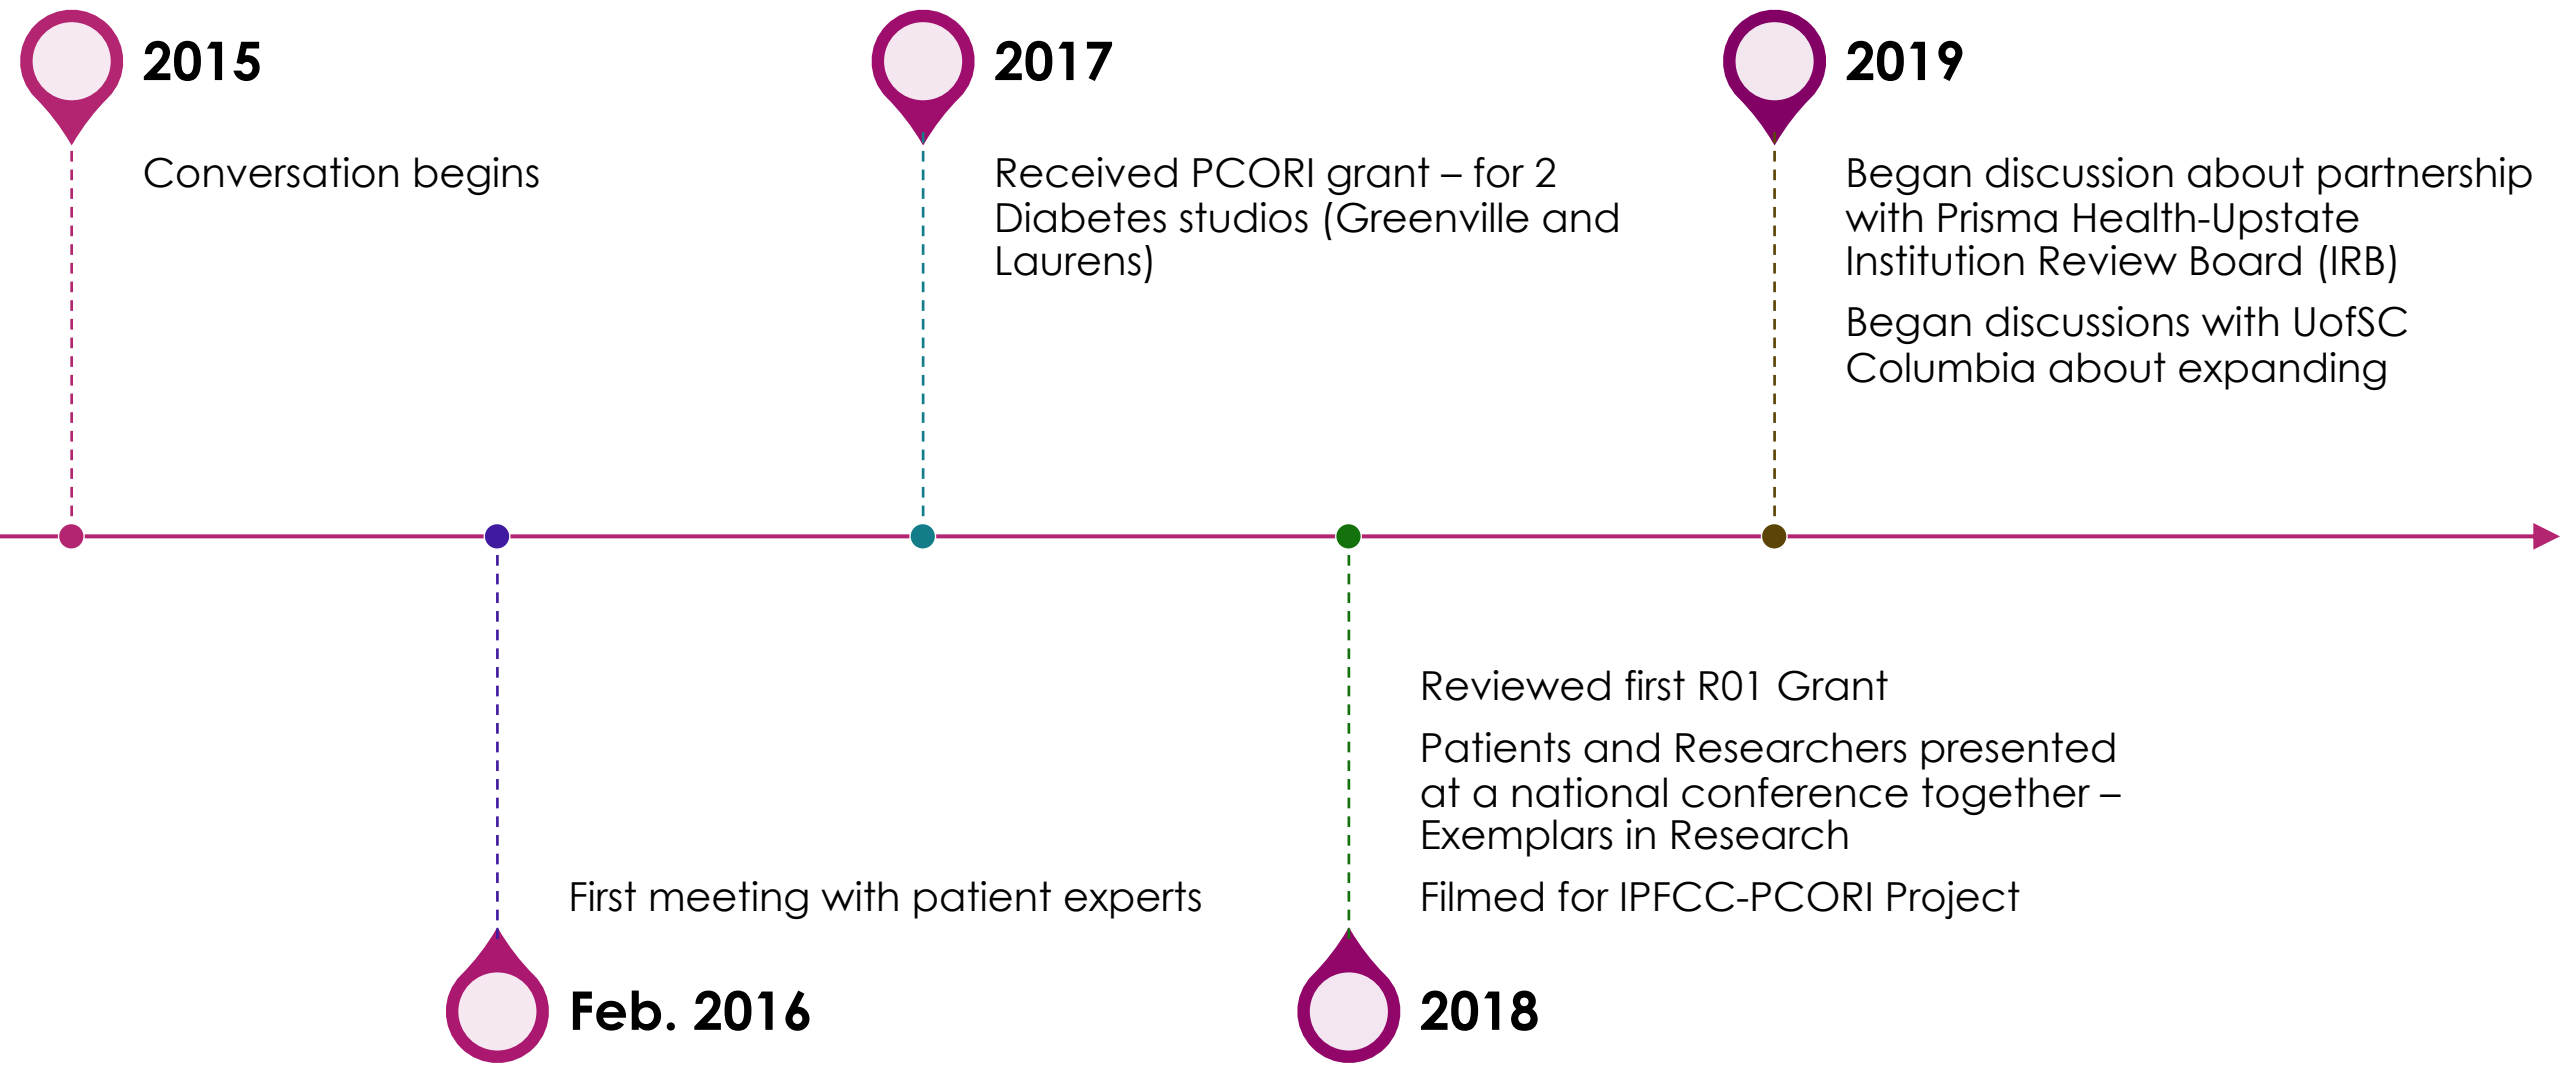 2015
Conversation begins
Feb. 2016
First meeting with patient experts
2017
Received PCORI grant – for 2
Diabetes studios (Greenville and
Laurens)
2018
Reviewed first R01 Grant
Patients and Researchers presented
at a national conference together –
Exemplars in Research
Filmed for IPFCC-PCORI Project
2019
Began discussion about partnership
with Prisma Health-Upstate
Institution Review Board (IRB)
Began discussions with UofSC
Columbia about expanding